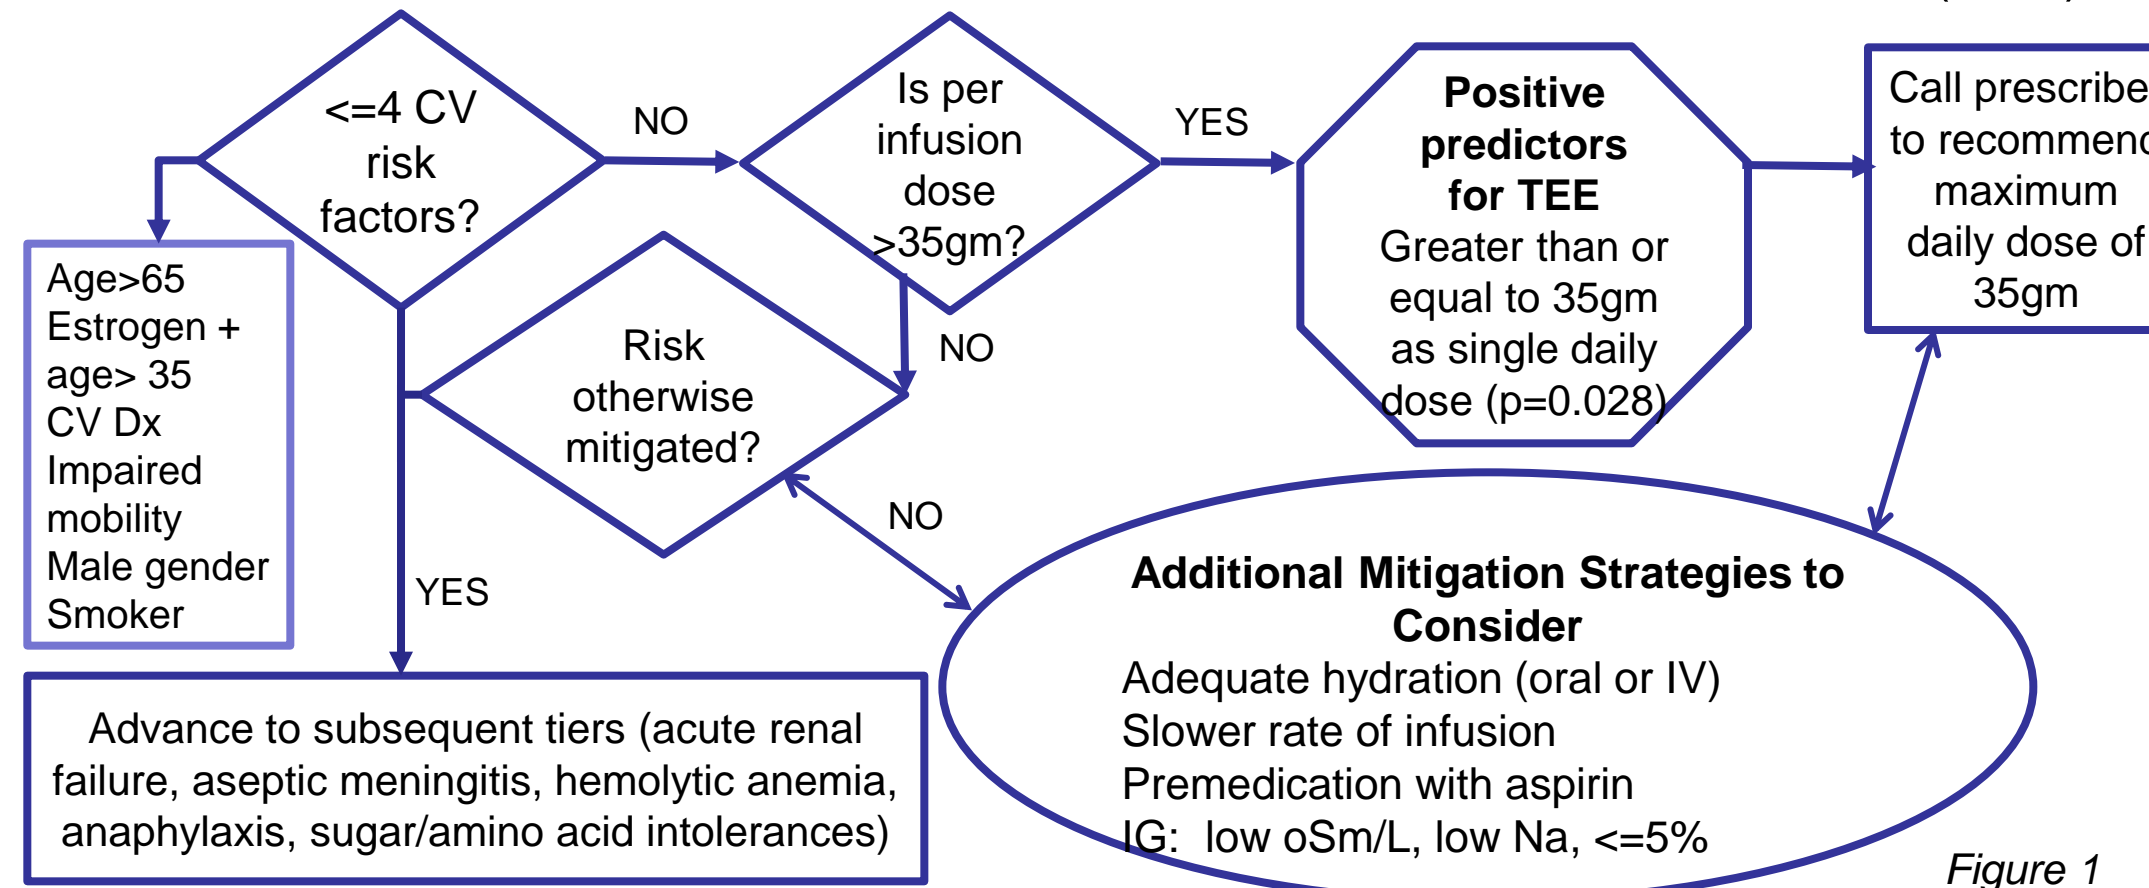 <=4 CV
risk
factors?
NO
Is per
infusion
dose
>35gm?
YES
Positive
predictors
for TEE
Greater than or
equal to 35gm
as single daily
dose (p=0.028)
Call prescribe
to recommend
maximum
daily dose of
35gm
Age>65
Estrogen +
age> 35
CV Dx
Impaired
mobility
Male gender
Smoker
Risk
otherwise
mitigated?
NO
NO
YES
Additional Mitigation Strategies to
Consider
Adequate hydration (oral or IV)
Slower rate of infusion
Premedication with aspirin
IG: low oSm/L, low Na, <=5%
Advance to subsequent tiers (acute renal
failure, aseptic meningitis, hemolytic anemia,
anaphylaxis, sugar/amino acid intolerances)
Figure 1